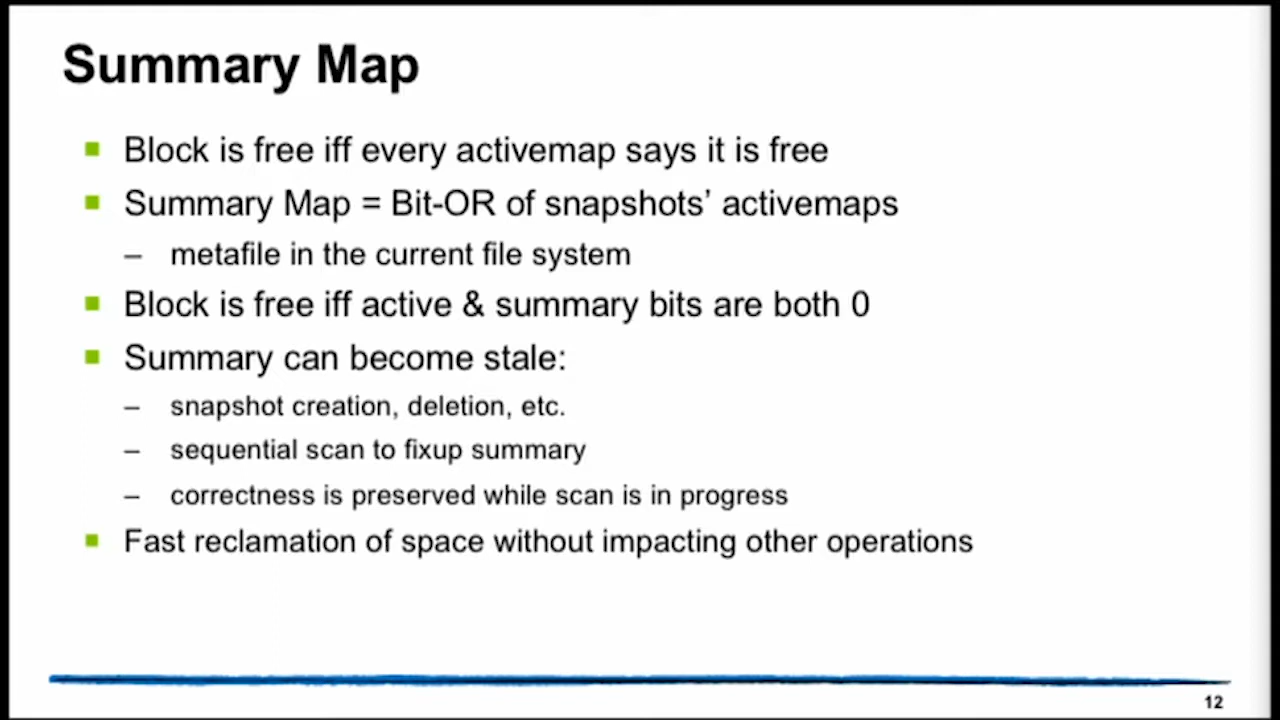 Summary Map
Block is free iff every activemap says it is free
Summary Map = Bit-OR of snapshots’ activemaps
– metafile in the current file system
Block is free iff active & summary bits are both 0
Summary can become stale:
– snapshot creation, deletion, etc.
– sequential scan to fixup summary
– correctness is preserved while scan is in progress
Fast reclamation of space without impacting other operations
12